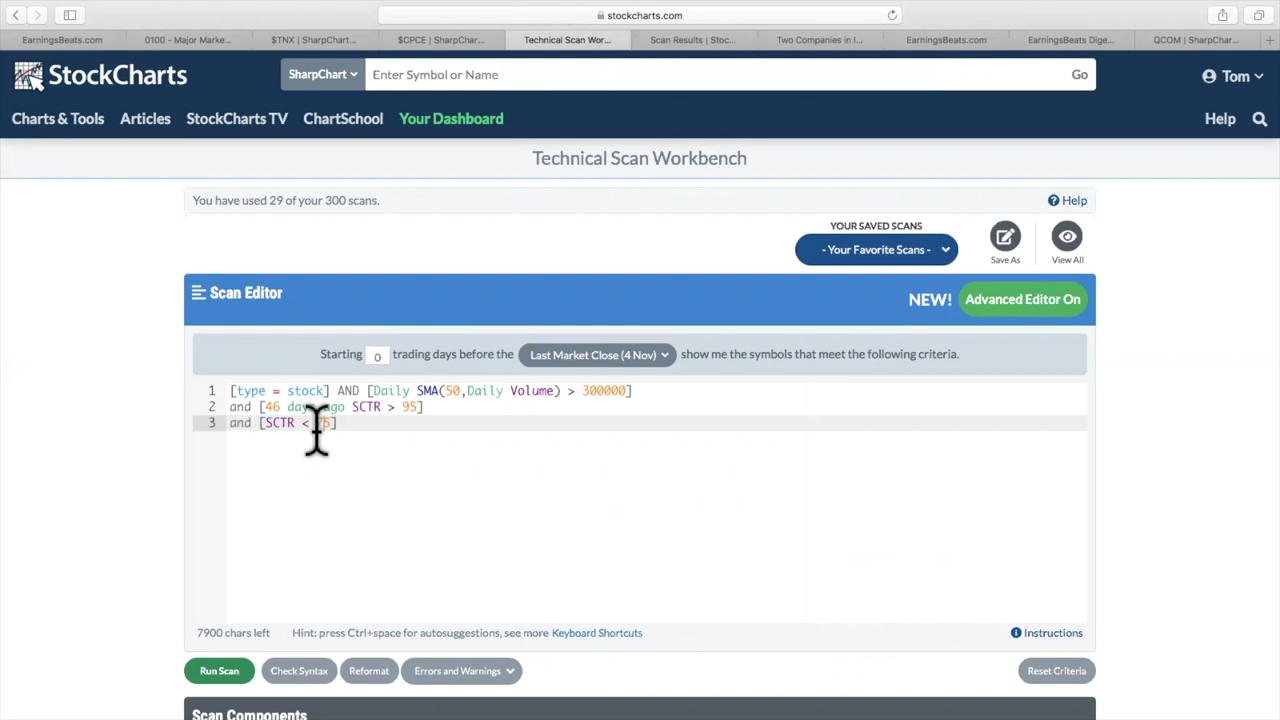 stockcharts.com
EarningsBeats.com
0100 - Major Marke...
$TNX | SharpChart...
$CPCE | SharpChar...
Technical Scan Wor...
Scan Results | Stoc...
Two Companies in I...
EarningsBeats.com
EarningsBeats Dige...
QCOM | SharpChar...
StockCharts
SharpChart
Enter Symbol or Name
Go
Tom
Charts & Tools
Articles
StockCharts TV
ChartSchool
Your Dashboard
Help
Technical Scan Workbench
You have used 29 of your 300 scans.
Help
YOUR SAVED SCANS
- Your Favorite Scans -
Save As
View All
Scan Editor
NEW!
Advanced Editor On
Starting 0 trading days before the Last Market Close (4 Nov) show me the symbols that meet the following criteria.
1 [type = stock] AND [Daily SMA(50,Daily Volume) > 300000]
2 and [46 days ago SCTR > 95]
3 and [SCTR < 75]
7900 chars left
Hint: press Ctrl+space for autosuggestions, see more Keyboard Shortcuts
Instructions
Run Scan
Check Syntax
Reformat
Errors and Warnings
Reset Criteria
Scan Components